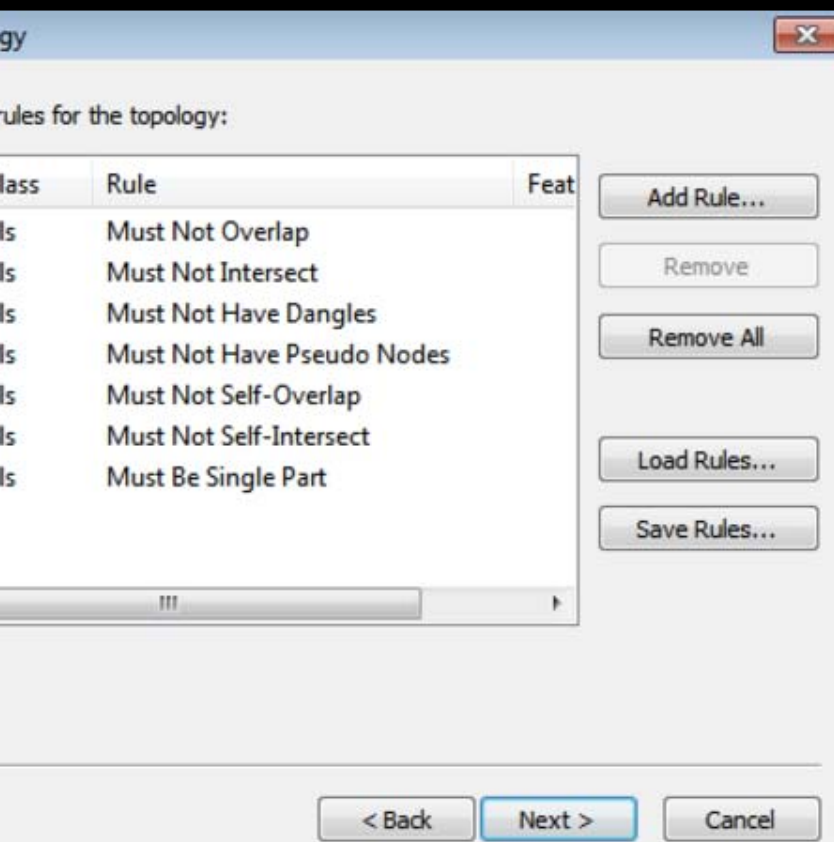 gy
rules for the topology:
lass Rule Feat
ls Must Not Overlap
ls Must Not Intersect
ls Must Not Have Dangles
ls Must Not Have Pseudo Nodes
ls Must Not Self-Overlap
ls Must Not Self-Intersect
ls Must Be Single Part
Add Rule...
Remove
Remove All
Load Rules...
Save Rules...
< Back Next > Cancel